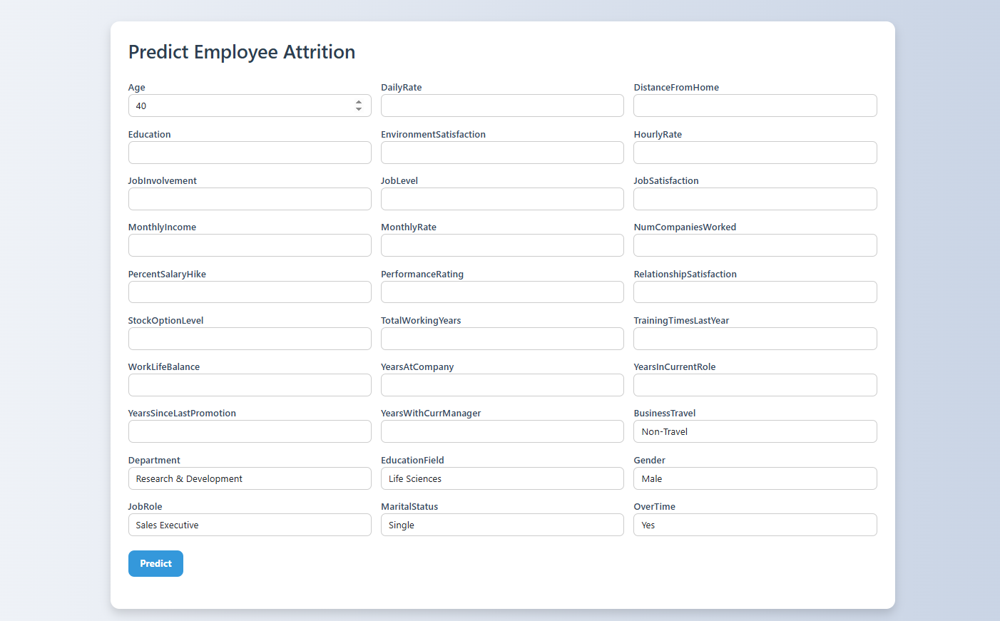 Predict Employee Attrition
Age DailyRate DistanceFromHome
40
Education EnvironmentSatisfaction HourlyRate
JobInvolvement JobLevel JobSatisfaction
MonthlyIncome MonthlyRate NumCompaniesWorked
PercentSalaryHike PerformanceRating RelationshipSatisfaction
StockOptionLevel TotalWorkingYears TrainingTimesLastYear
WorkLifeBalance YearsAtCompany YearsInCurrentRole
YearsSinceLastPromotion YearsWithCurrManager BusinessTravel
Non-Travel
Department EducationField Gender
Research & Development Life Sciences Male
JobRole MaritalStatus OverTime
Sales Executive Single Yes
Predict